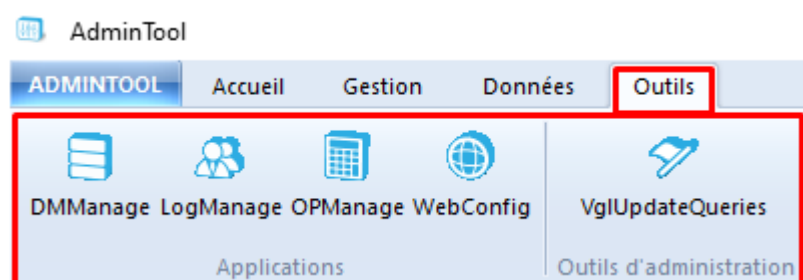 AdminTool
ADMINTOOL Accueil Gestion Données Outils
DMManage LogManage OPManage WebConfig VglUpdateQueries
Applications Outils d'administration